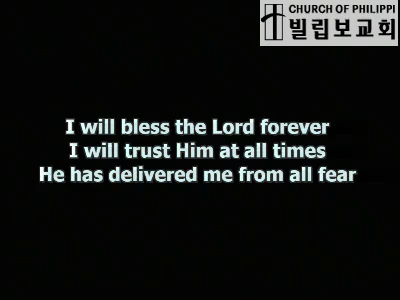 CHURCH OF PHILIPPI
빌립보교회
I will bless the Lord forever
I will trust Him at all times
He has delivered me from all fear